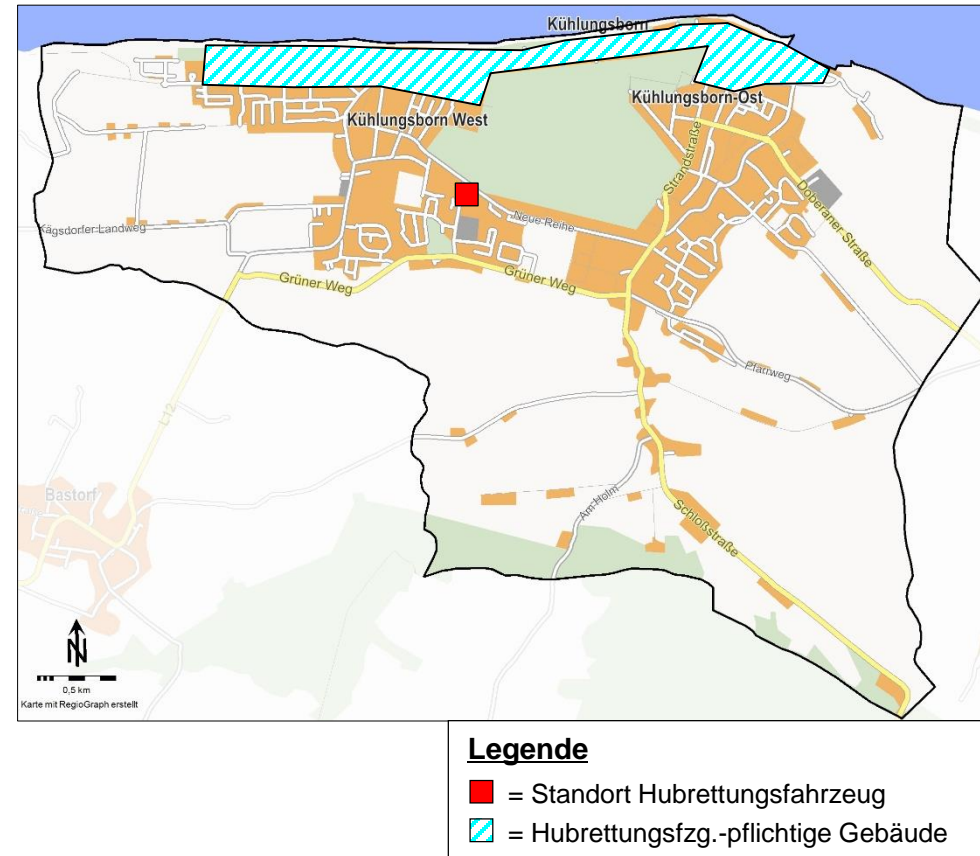 Kühlungsborn
Kühlungsborn-Ost
Kühlungsborn West
Strandstraße
Doberaner Straße
Neue Reihe
Kägsdorfer Landweg
Grüner Weg
Grüner Weg
Plattweg
L12
Bastorf
Am Holm
Schloßstraße
N
0,5 km
Karte mit RegioGraph erstellt
Legende
= Standort Hubrettungsfahrzeug
= Hubrettungsfzg.-pflichtige Gebäude